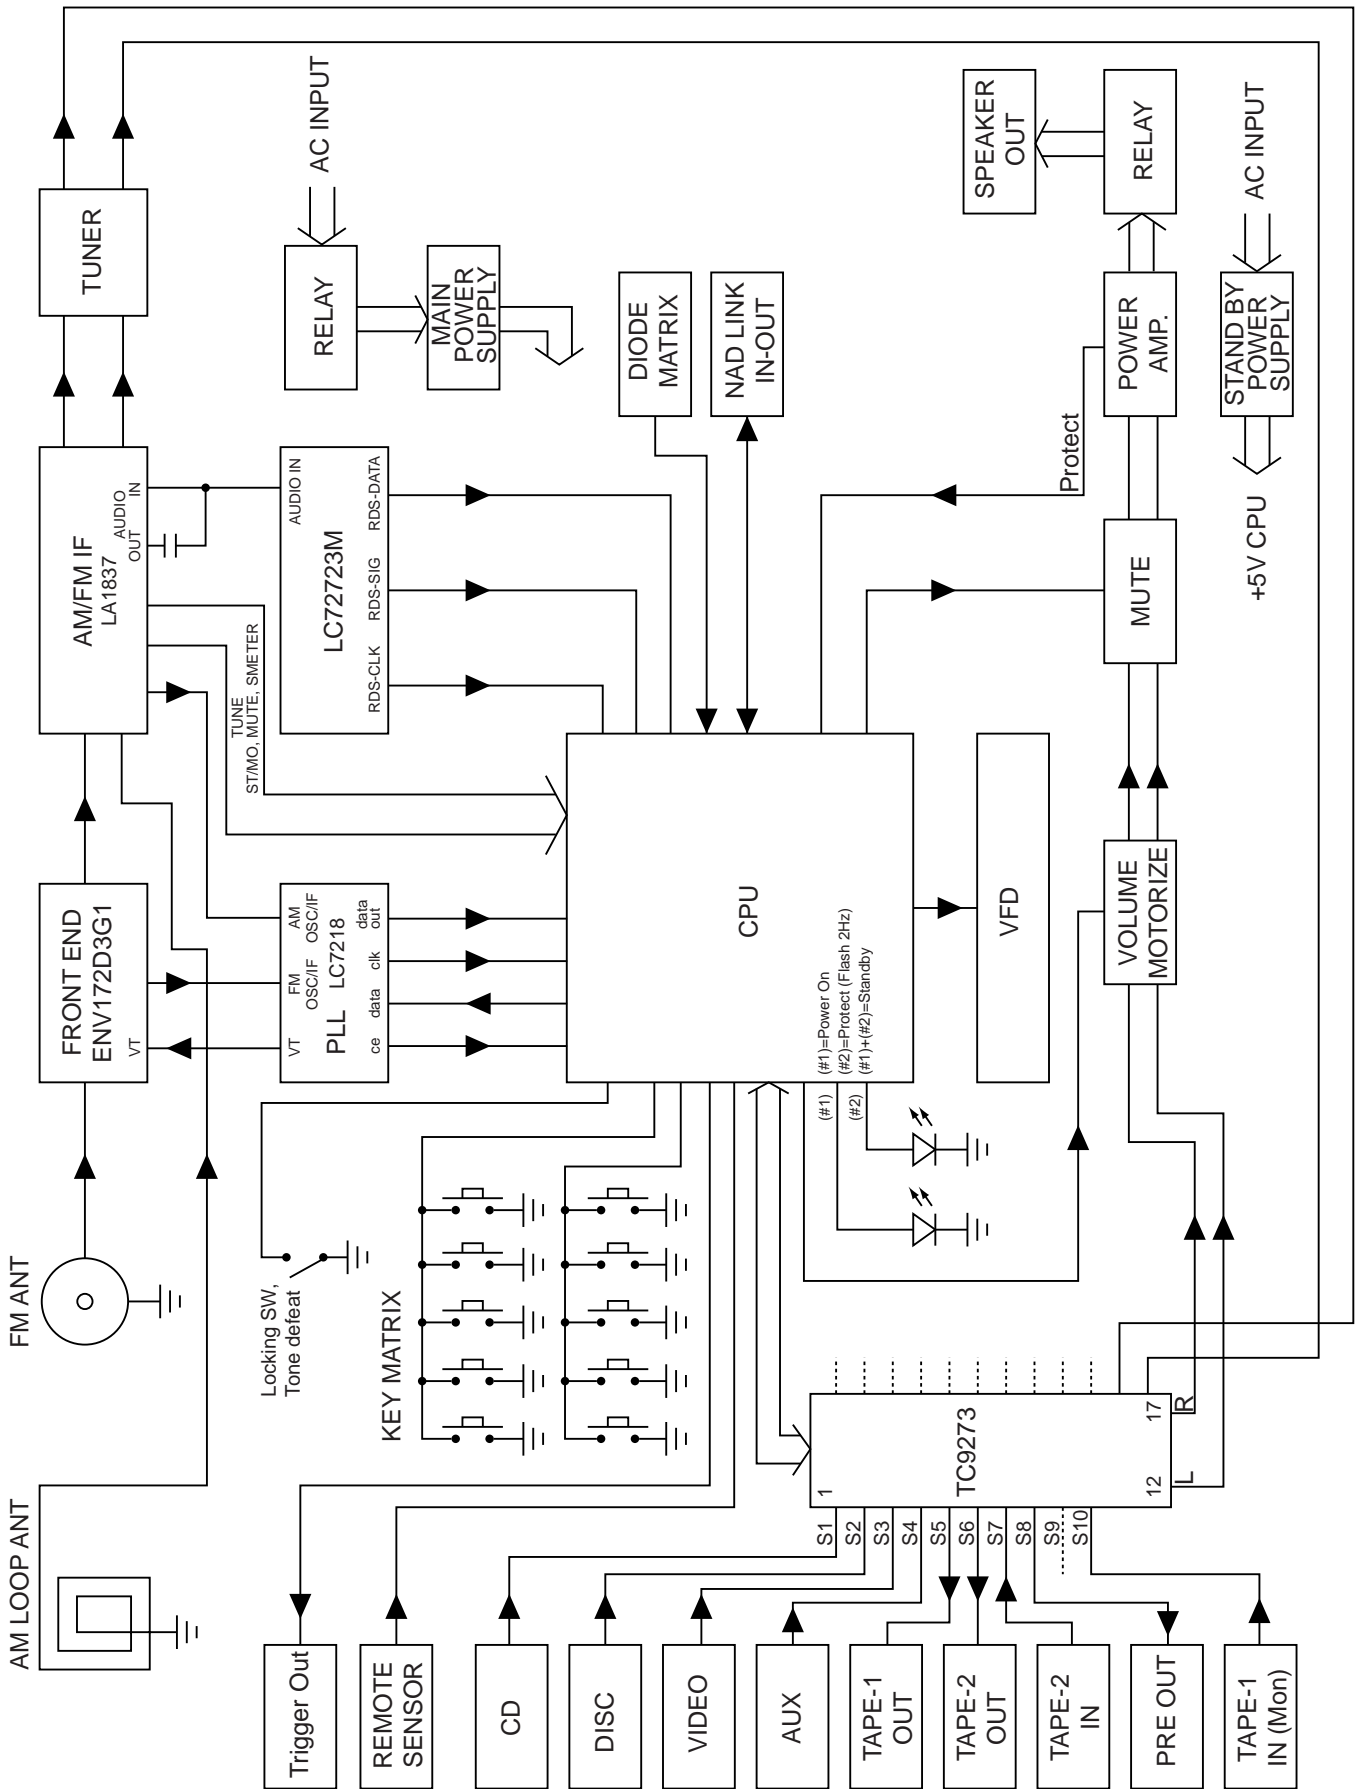 AM LOOP ANT
FM ANT
FRONT END
ENV172D3G1
VT
AM/FM IF
LA1837
AUDIO
OUT
IN
TUNER
VT
FM
OSC/IF
AM
OSC/IF
PLL
LC7218
ce
data
clk
data
out
TUNE
ST/MO, MUTE, SMETER
AUDIO IN
LC72723M
RDS-CLK
RDS-SIG
RDS-DATA
AC INPUT
RELAY
MAIN
POWER
SUPPLY
Locking SW,
Tone defeat
KEY MATRIX
CPU
(#1)=Power On
(#2)=Protect (Flash 2Hz)
(#1)+(#2)=Standby
(#1)
(#2)
DIODE
MATRIX
NAD LINK
IN-OUT
VFD
Trigger Out
REMOTE
SENSOR
CD
DISC
VIDEO
AUX
TAPE-1
OUT
TAPE-2
OUT
TAPE-2
IN
PRE OUT
TAPE-1
IN (Mon)
S1
S2
S3
S4
S5
S6
S7
S8
S9
S10
1
TC9273
12
17
L
R
VOLUME
MOTORIZE
MUTE
Protect
POWER
AMP.
RELAY
SPEAKER
OUT
AC INPUT
STAND BY
POWER
SUPPLY
+5V CPU